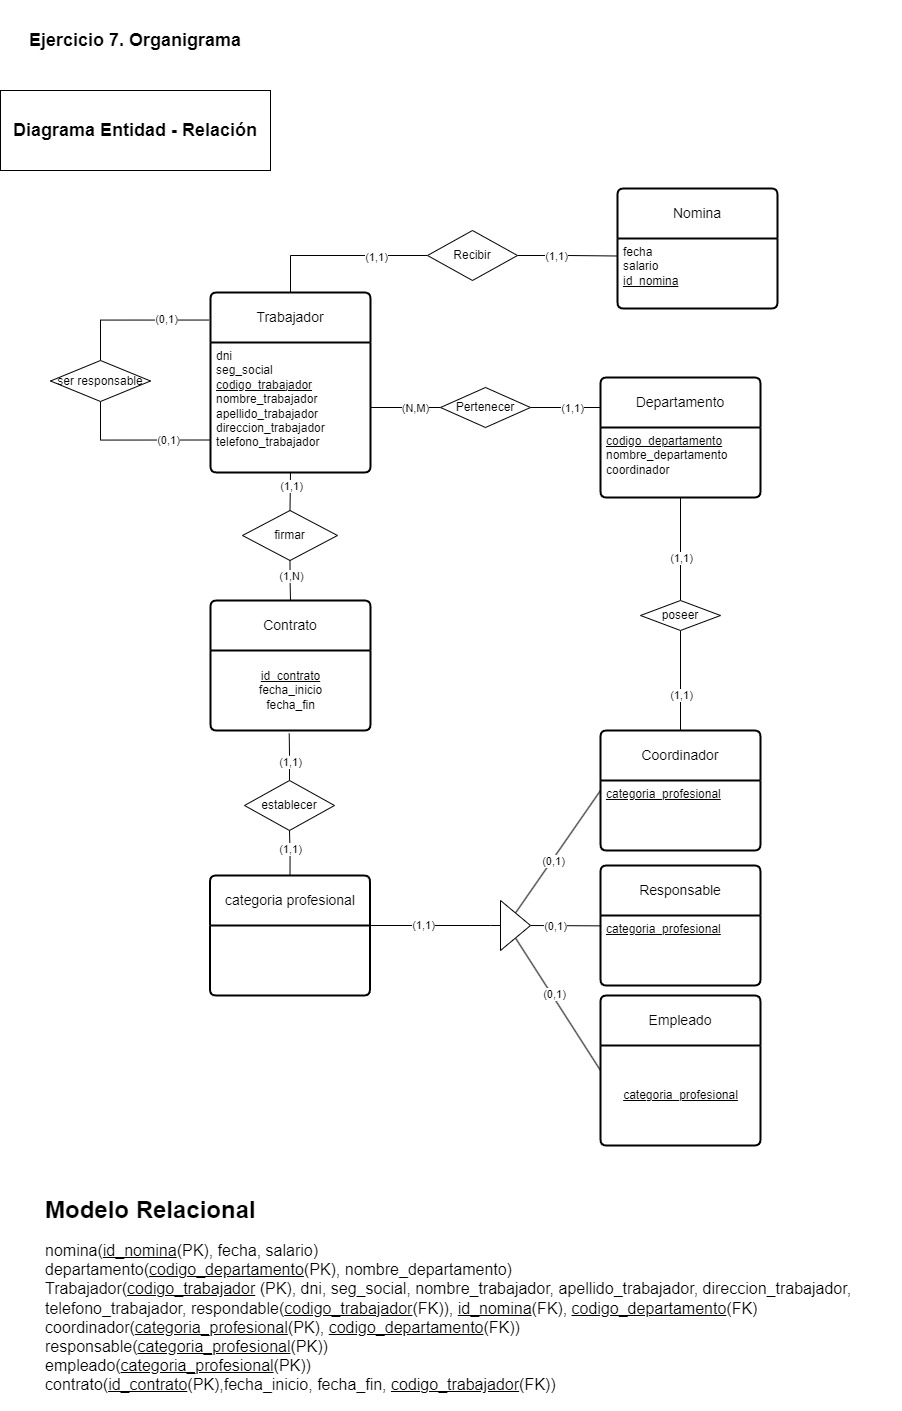 Ejercicio 7. Organigrama
Diagrama Entidad - Relación
Nomina
fecha
salario
id_nomina
(1,1)
Recibir
(1,1)
Trabajador
dni
seg_social
codigo_trabajador
nombre_trabajador
apellido_trabajador
direccion_trabajador
telefono_trabajador
(0,1)
ser responsable
(0,1)
(N,M)
Pertenecer
(1,1)
Departamento
codigo_departamento
nombre_departamento
coordinador
(1,1)
firmar
(1,N)
(1,1)
poseer
(1,1)
Contrato
id_contrato
fecha_inicio
fecha_fin
(1,1)
establecer
(1,1)
Coordinador
categoria_profesional
(0,1)
categoria profesional
(1,1)
(0,1)
Responsable
categoria_profesional
(0,1)
Empleado
categoria_profesional
Modelo Relacional
nomina(id_nomina(PK), fecha, salario)
departamento(codigo_departamento(PK), nombre_departamento)
Trabajador(codigo_trabajador (PK), dni, seg_social, nombre_trabajador, apellido_trabajador, direccion_trabajador,
telefono_trabajador, respondable(codigo_trabajador(FK)), id_nomina(FK), codigo_departamento(FK)
coordinador(categoria_profesional(PK), codigo_departamento(FK))
responsable(categoria_profesional(PK))
empleado(categoria_profesional(PK))
contrato(id_contrato(PK),fecha_inicio, fecha_fin, codigo_trabajador(FK))